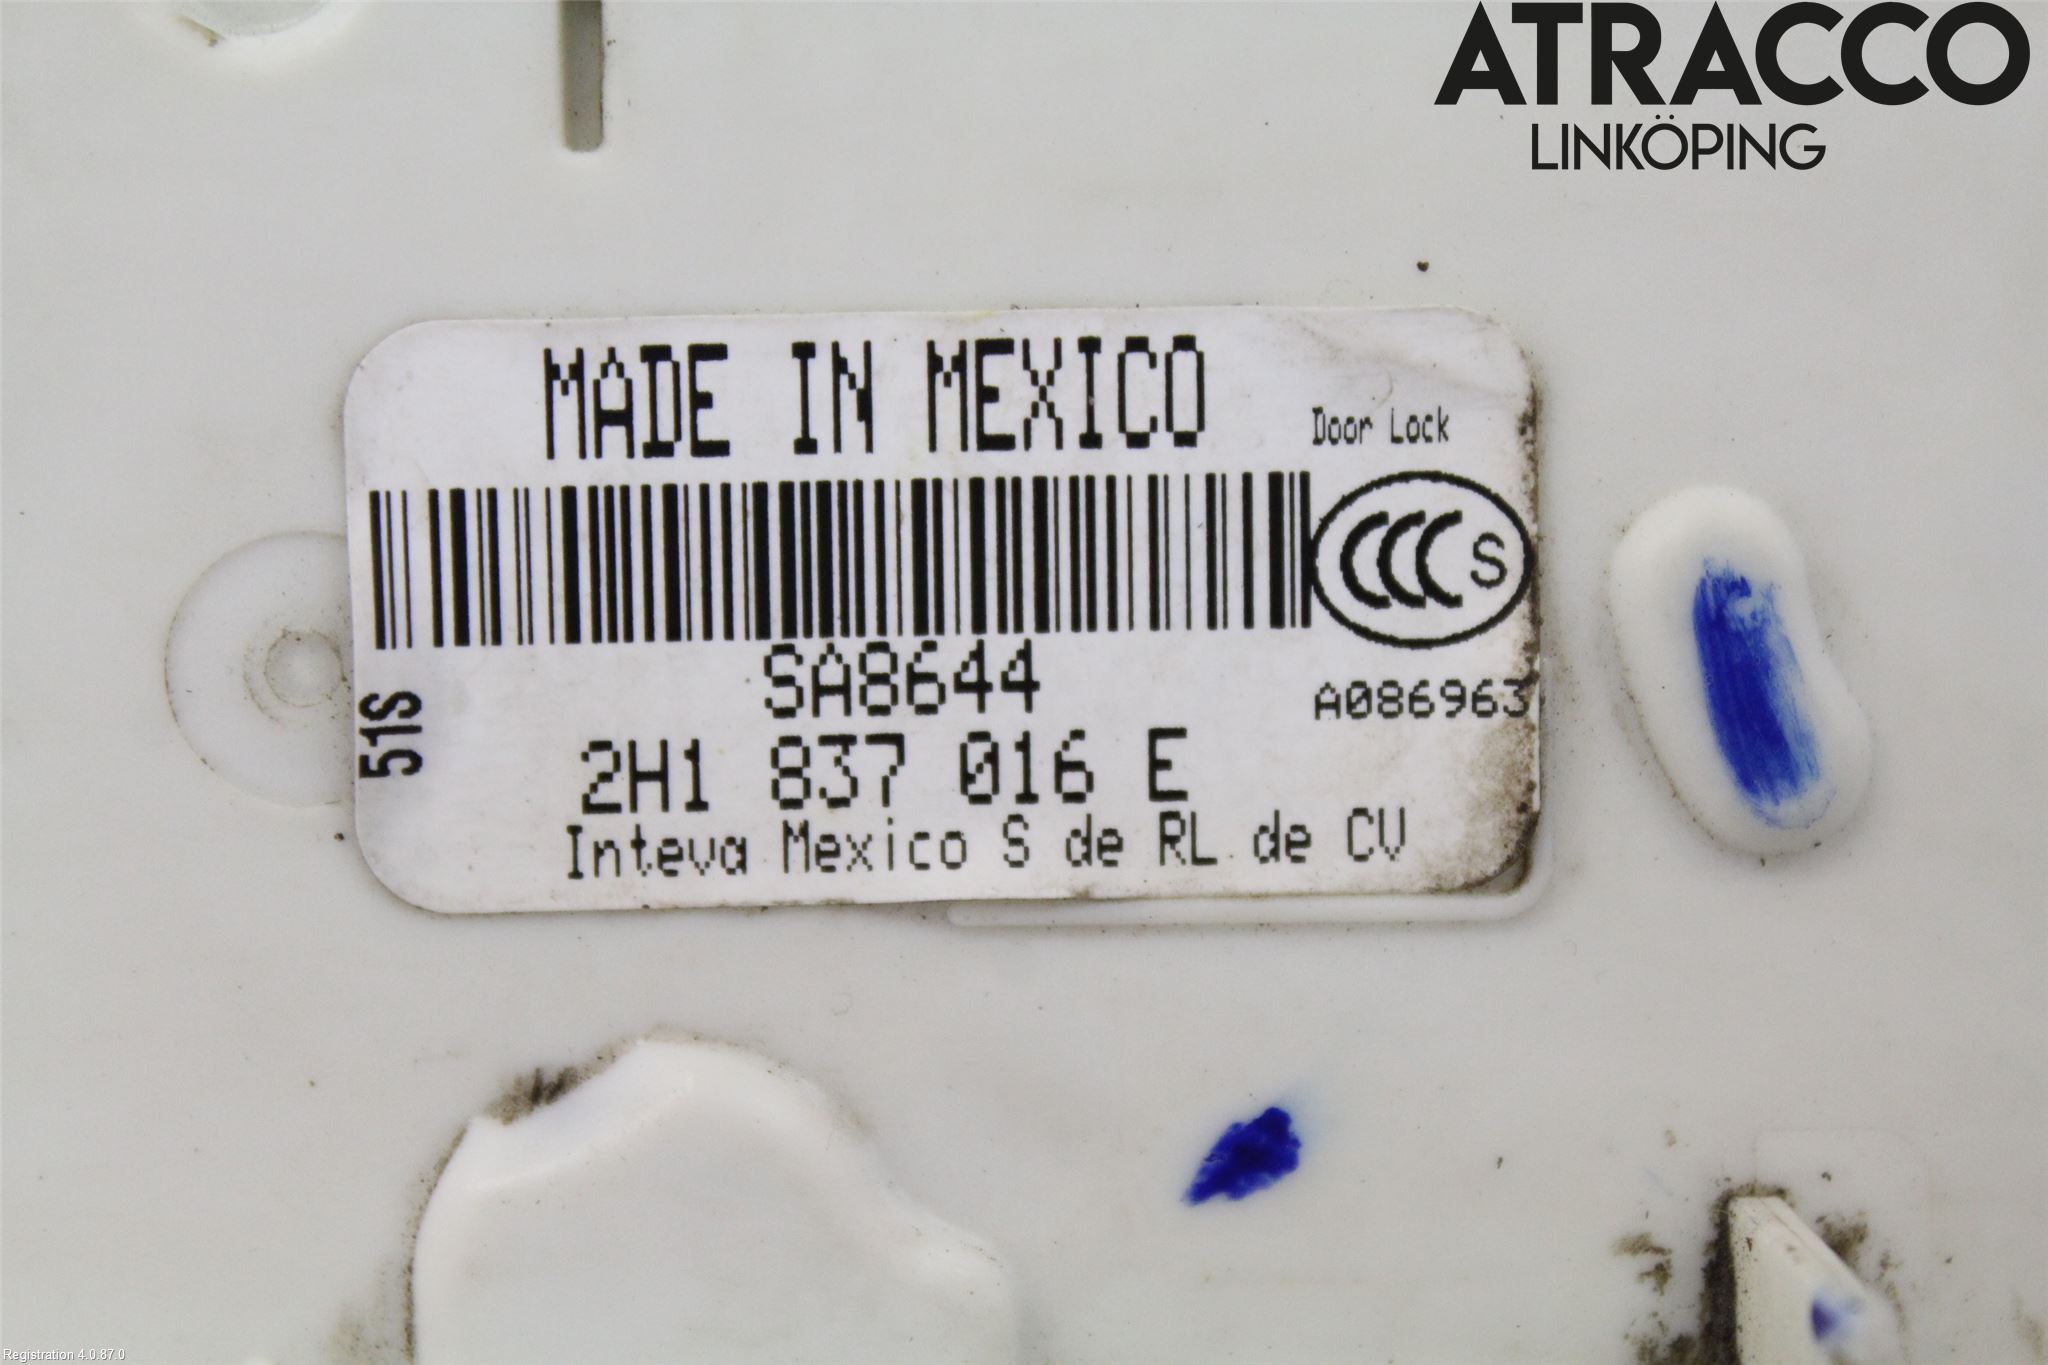 ATRACCO
LINKÖPING
MADE IN MEXICO
Door Lock
CCC S
SA8644
51S
A086963
2H1 837 016 E
Inteva Mexico S de RL de CV
Registration 4.0.87.0